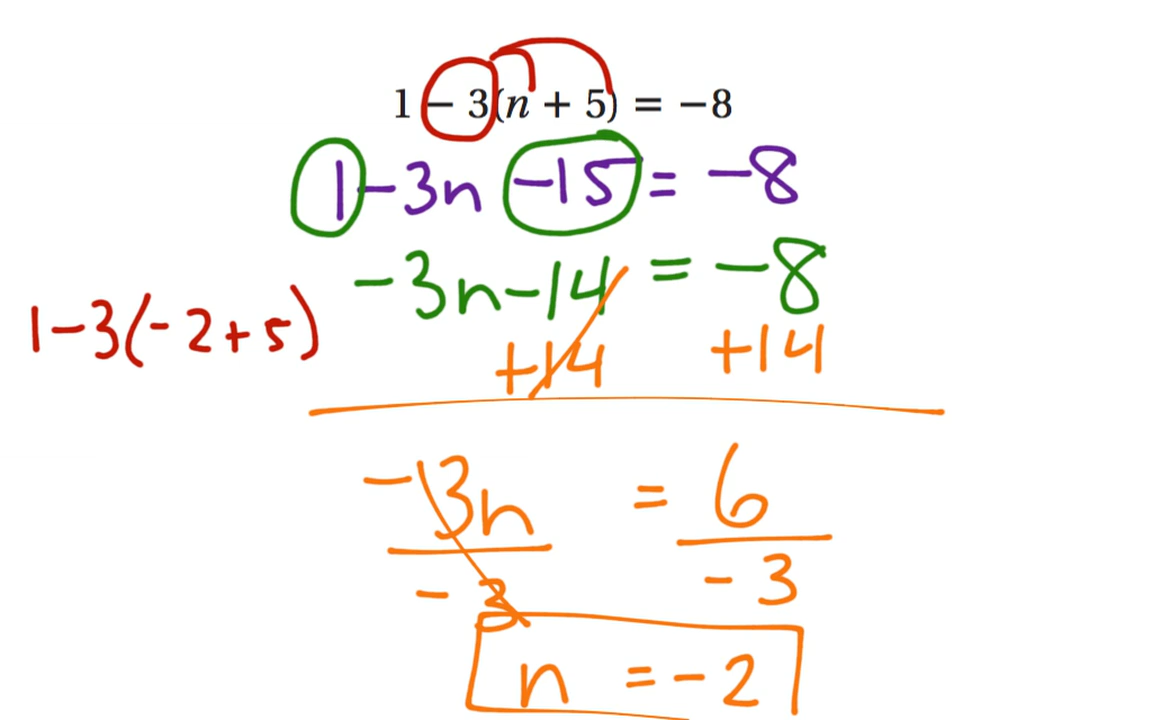 1 − 3(n + 5) = −8
1-3n -15 = -8
-3n-14 = -8
1-3(-2+5)
+14 +14
-3n = 6
-3 -3
n = -2